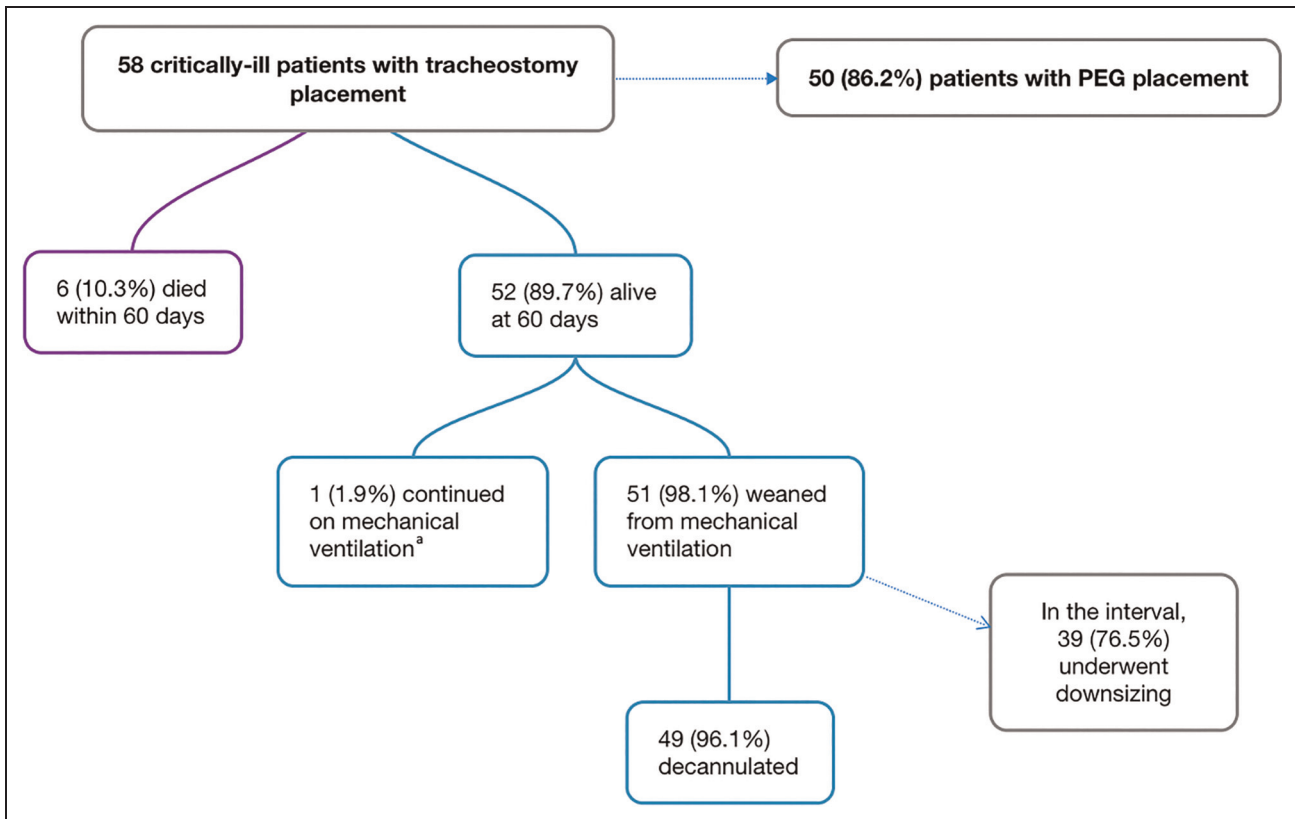 58 critically-ill patients with tracheostomy
placement
50 (86.2%) patients with PEG placement
6 (10.3%) died
within 60 days
52 (89.7%) alive
at 60 days
1 (1.9%) continued
on mechanical
ventilationᵃ
51 (98.1%) weaned
from mechanical
ventilation
In the interval,
39 (76.5%)
underwent
downsizing
49 (96.1%)
decannulated